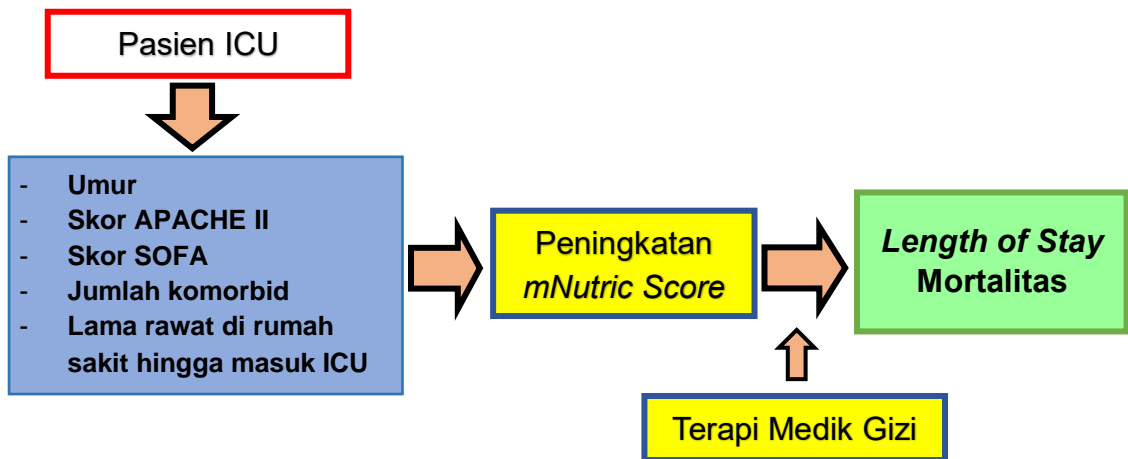 Pasien ICU
- Umur
- Skor APACHE II
- Skor SOFA
- Jumlah komorbid
- Lama rawat di rumah
sakit hingga masuk ICU
Peningkatan
mNutric Score
Length of Stay
Mortalitas
Terapi Medik Gizi